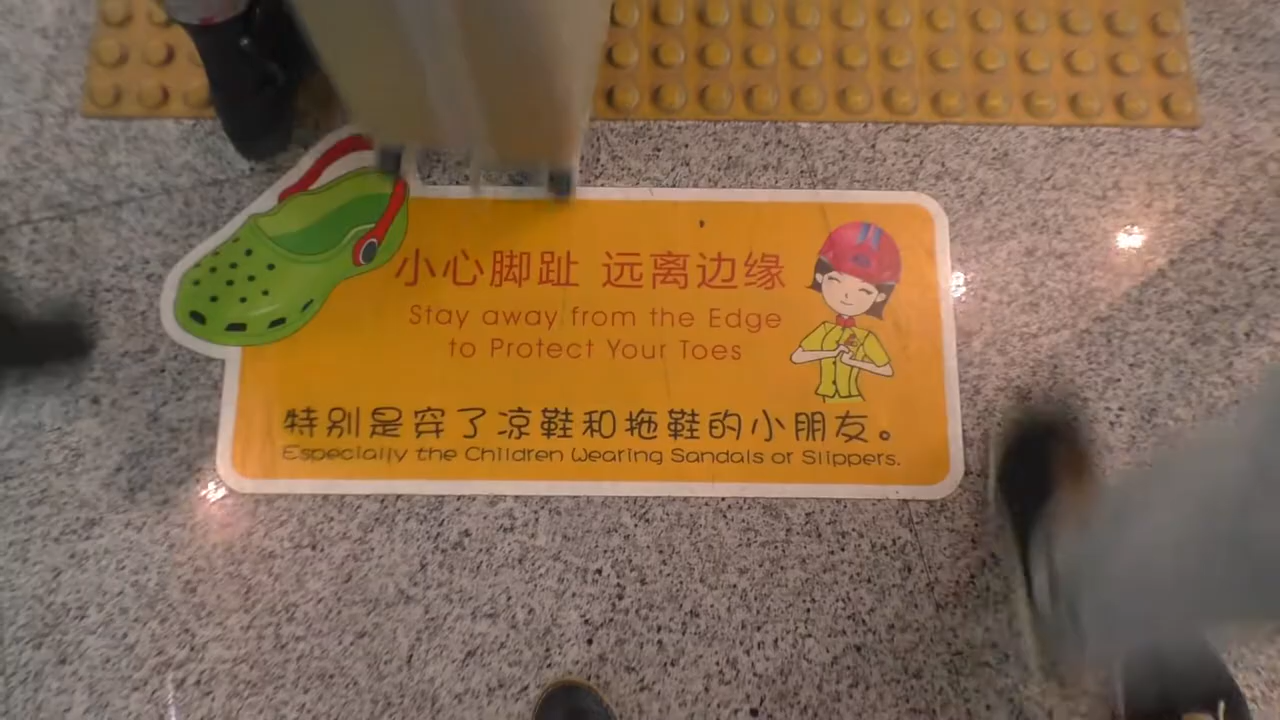 小心脚趾 远离边缘
Stay away from the Edge
to Protect Your Toes
特别是穿了凉鞋和拖鞋的小朋友。
Especially the Children Wearing Sandals or Slippers.